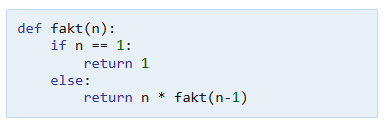 def fakt(n):
    if n == 1:
        return 1
    else:
        return n * fakt(n-1)